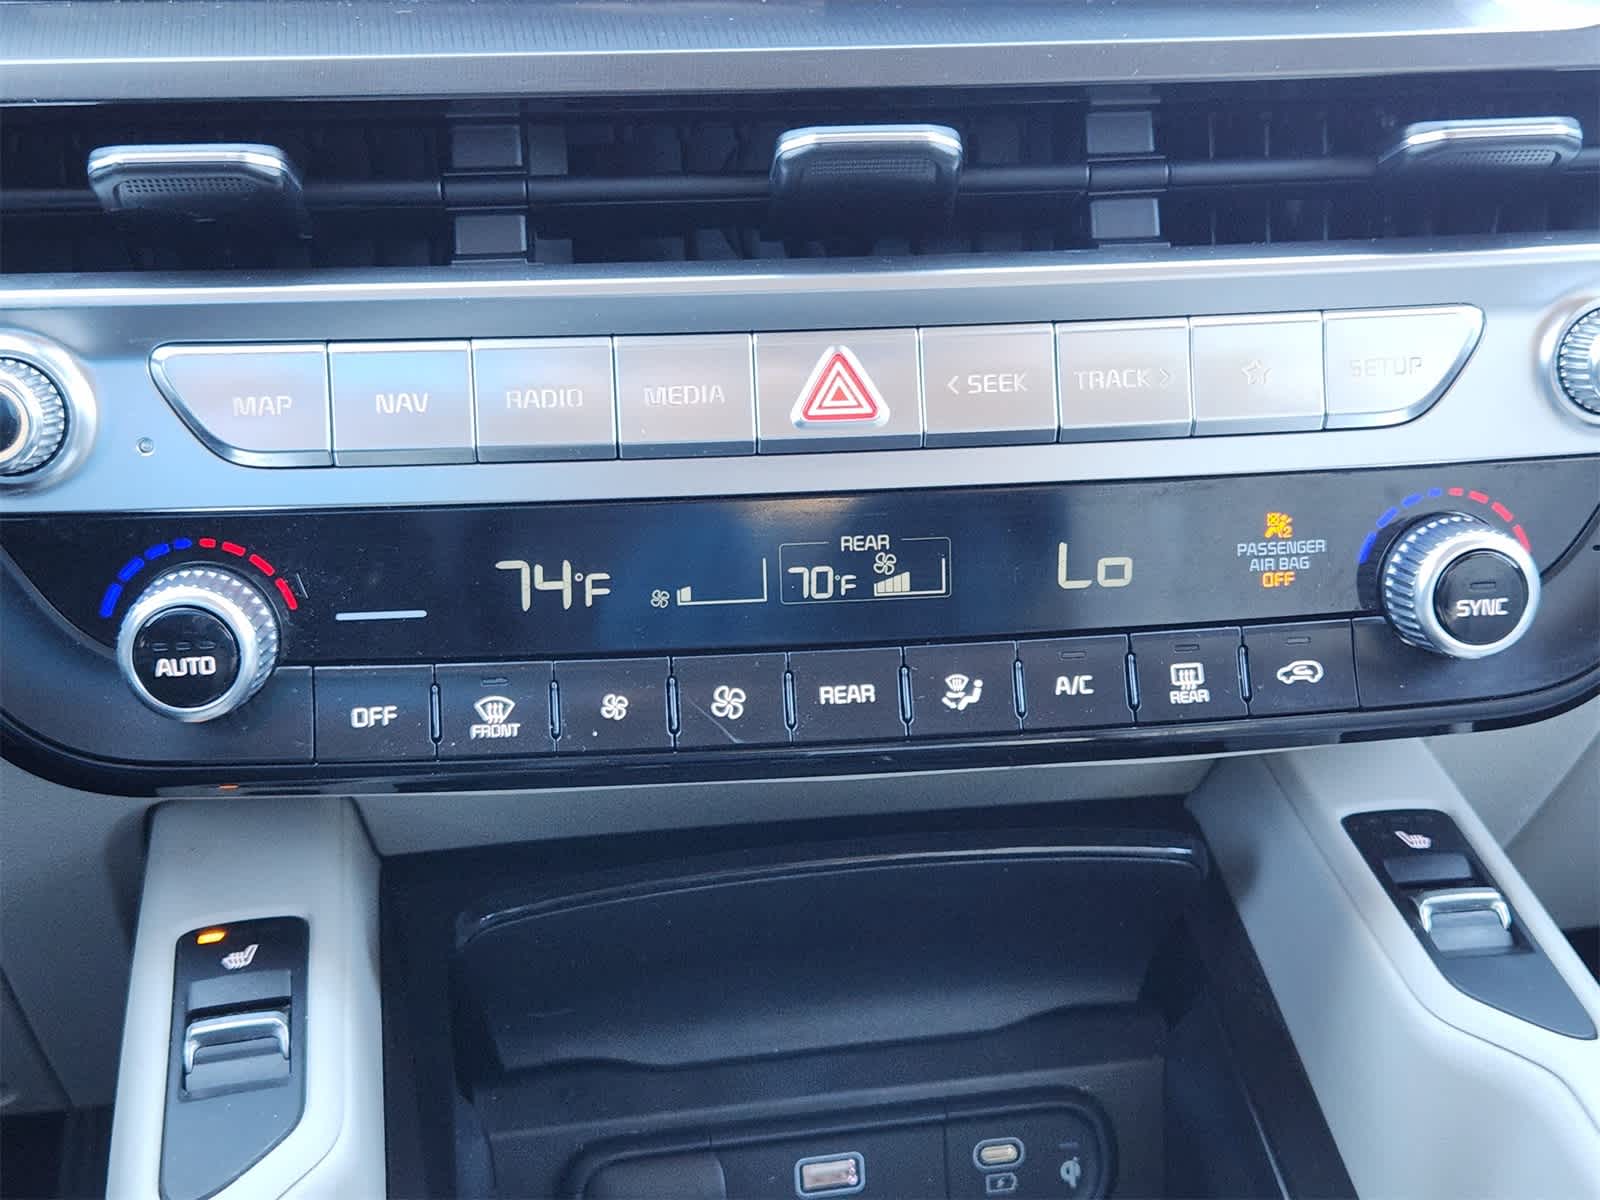 MAP NAV RADIO MEDIA < SEEK TRACK > SETUP
REAR
74°F 70°F Lo
PASSENGER
AIR BAG
OFF
AUTO SYNC
OFF FRONT REAR A/C REAR